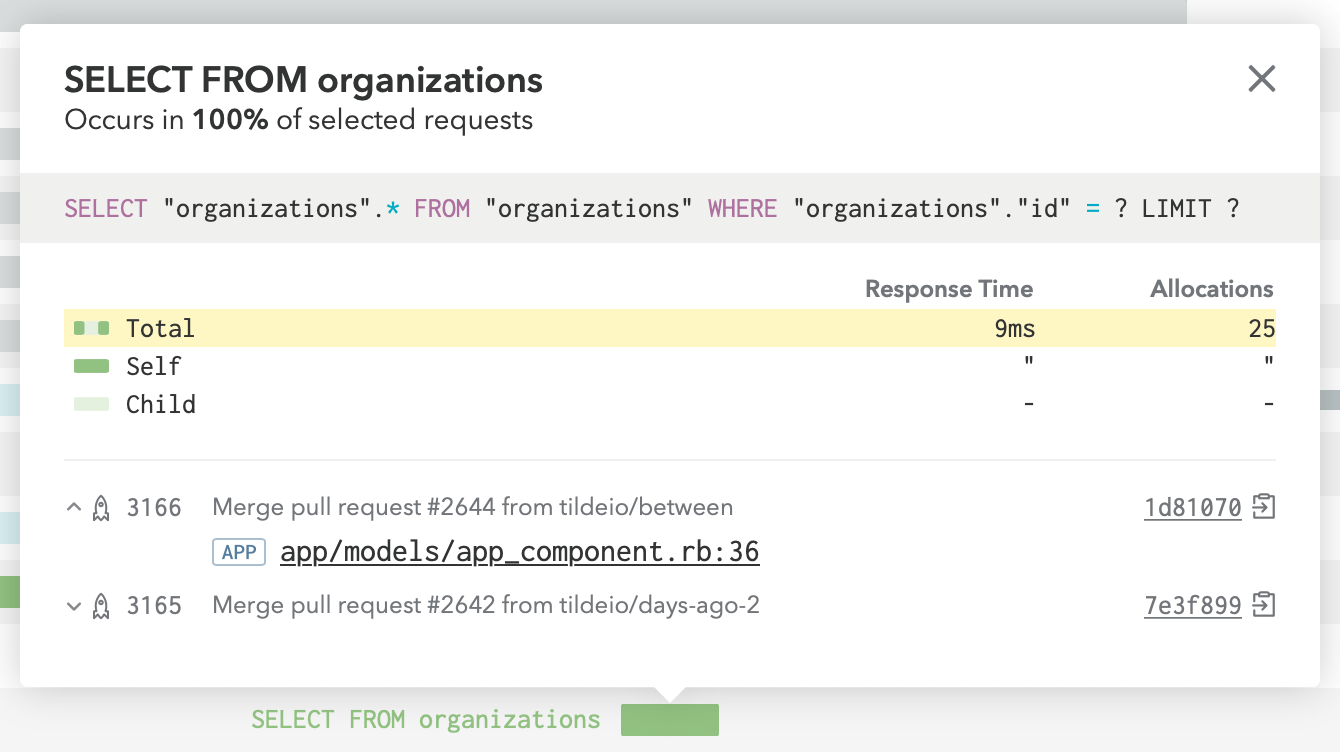 SELECT FROM organizations
Occurs in 100% of selected requests
SELECT "organizations".* FROM "organizations" WHERE "organizations"."id" = ? LIMIT ?
Response Time Allocations
Total 9ms 25
Self " "
Child - -
3166 Merge pull request #2644 from tildeio/between 1d81070
APP app/models/app_component.rb:36
3165 Merge pull request #2642 from tildeio/days-ago-2 7e3f899
SELECT FROM organizations